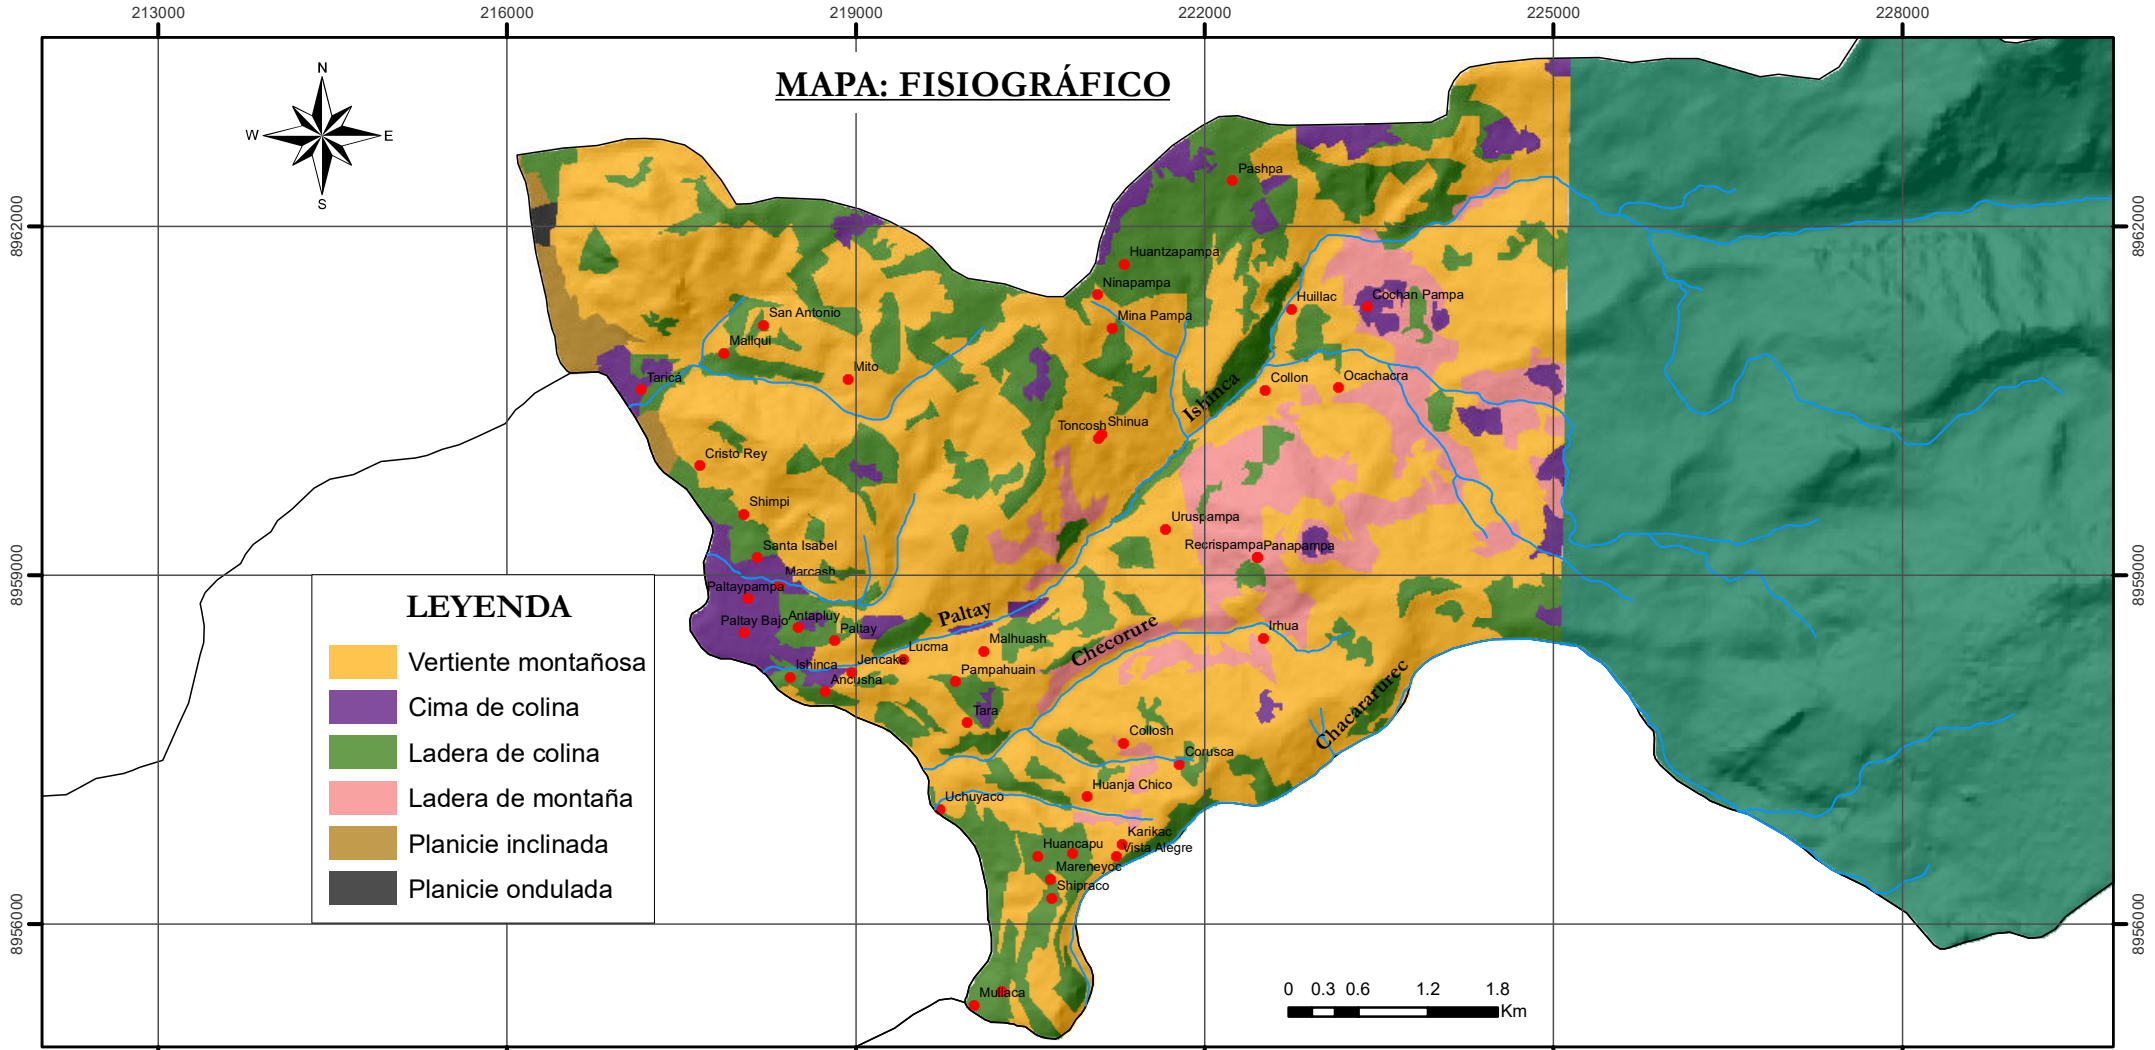 213000
216000
219000
222000
225000
228000
MAPA: FISIOGRÁFICO
N
W
E
S
8962000
8962000
Pashpa
Huantzapampa
Ninapampa
Mina Pampa
Huillac
Cochan Pampa
San Antonio
Mallqui
Mito
Taricá
Ishinca
Collon
Ocachacra
Toncosh
Shinua
Cristo Rey
Shimpi
Uruspampa
Santa Isabel
Recrispampa
Panapampa
Marcash
8959000
8959000
Paltaypampa
Antapluy
Paltay Bajo
Paltay
Paltay
Checorure
Irhua
Malhuash
Lucma
Jencake
Ishinca
Ancusha
Pampahuain
Chacararurec
Tara
Collosh
Corusca
Huanja Chico
Uchuyaco
Karikac
Huancapu
Vista Alegre
Mareneyoc
Shipraco
8956000
8956000
Mullaca
LEYENDA
Vertiente montañosa
Cima de colina
Ladera de colina
Ladera de montaña
Planicie inclinada
Planicie ondulada
0 0.3 0.6 1.2 1.8
Km